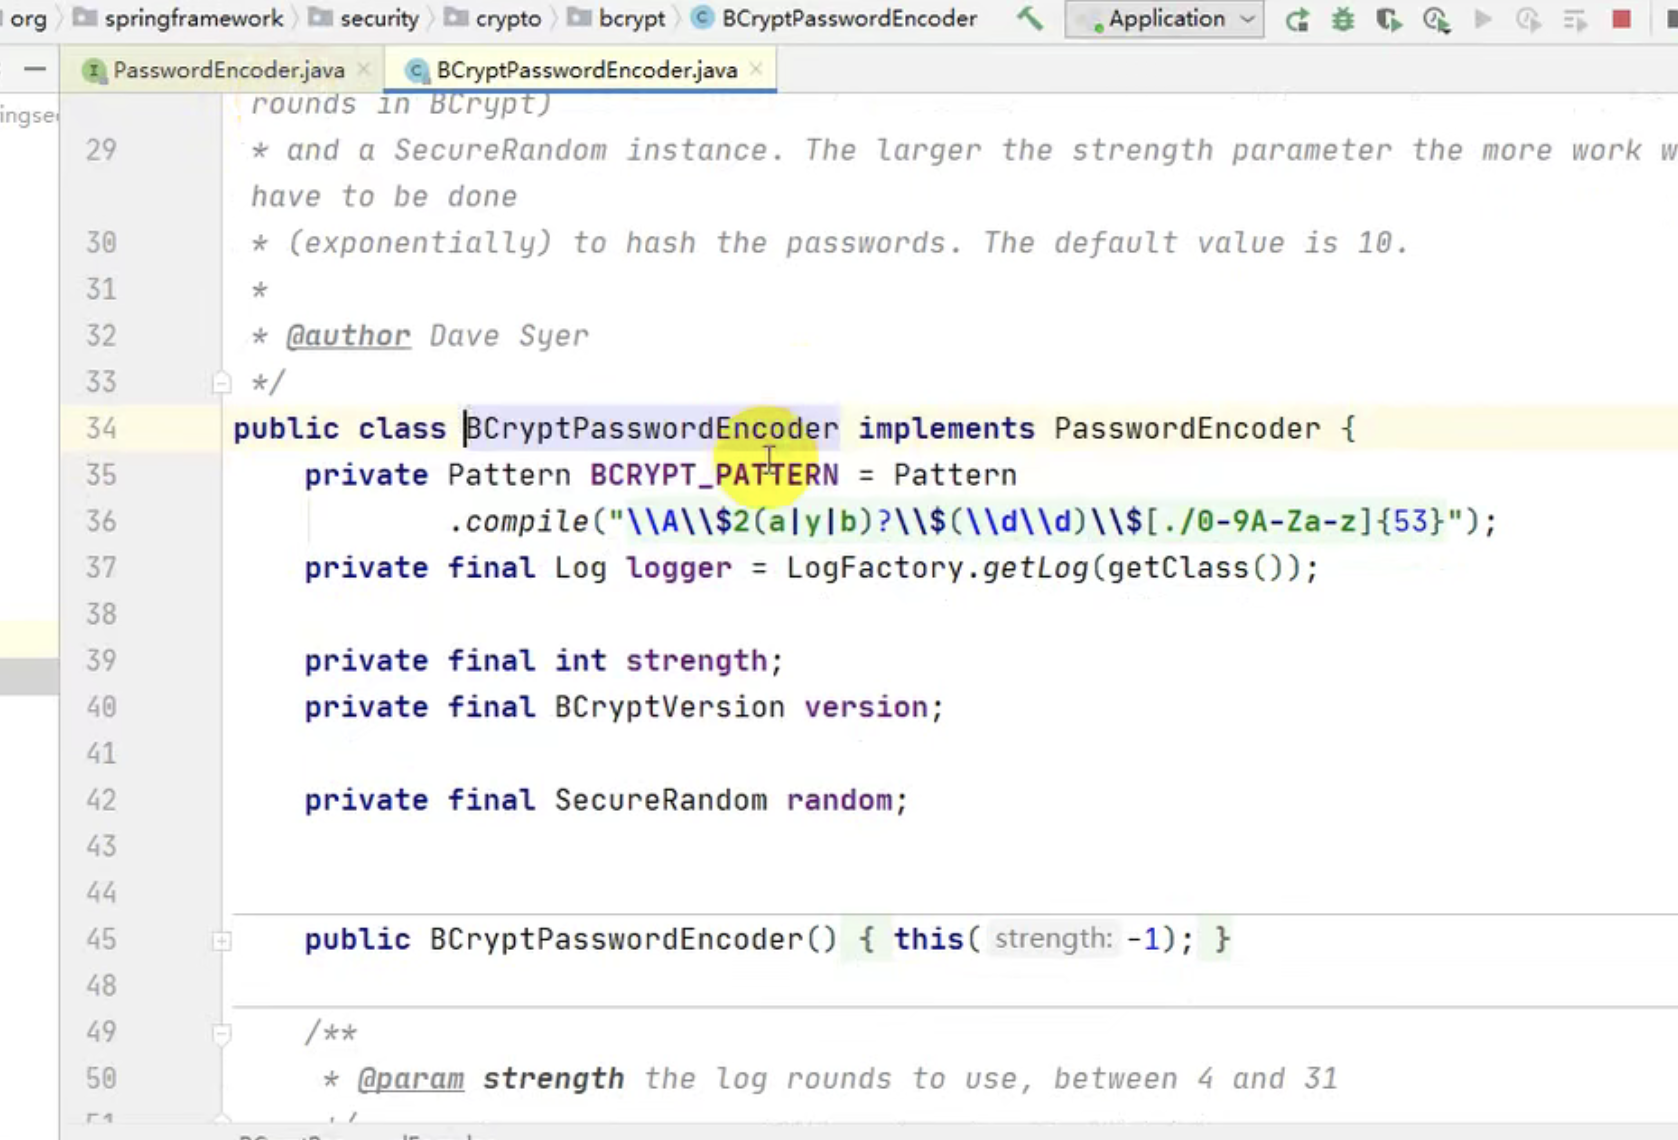 org springframework security crypto bcrypt BCryptPasswordEncoder Application
PasswordEncoder.java BCryptPasswordEncoder.java
rounds in BCrypt)
29 * and a SecureRandom instance. The larger the strength parameter the more work w
have to be done
30 * (exponentially) to hash the passwords. The default value is 10.
31 *
32 * @author Dave Syer
33 */
34 public class BCryptPasswordEncoder implements PasswordEncoder {
35 private Pattern BCRYPT_PATTERN = Pattern
36 .compile("\\A\\$2(a|y|b)?\\$(\\d\\d)\\$[./0-9A-Za-z]{53}");
37 private final Log logger = LogFactory.getLog(getClass());
38
39 private final int strength;
40 private final BCryptVersion version;
41
42 private final SecureRandom random;
43
44
45 public BCryptPasswordEncoder() { this( strength: -1); }
48
49 /**
50 * @param strength the log rounds to use, between 4 and 31
51 */